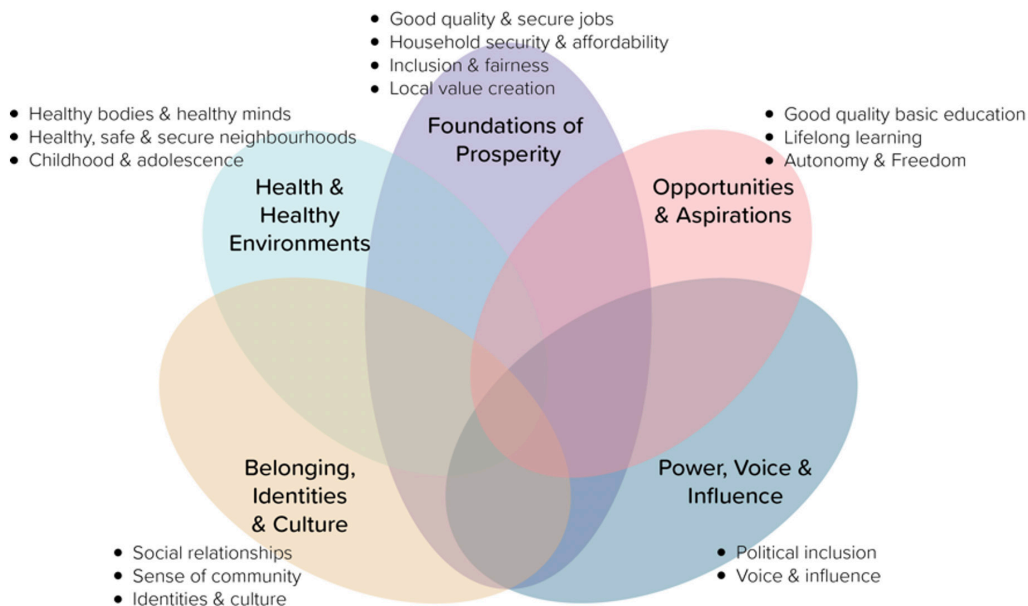 • Good quality & secure jobs
• Household security & affordability
• Inclusion & fairness
• Local value creation
Foundations of
Prosperity
• Healthy bodies & healthy minds
• Healthy, safe & secure neighbourhoods
• Childhood & adolescence
Health &
Healthy
Environments
• Good quality basic education
• Lifelong learning
• Autonomy & Freedom
Opportunities
& Aspirations
Belonging,
Identities
& Culture
• Social relationships
• Sense of community
• Identities & culture
Power, Voice &
Influence
• Political inclusion
• Voice & influence